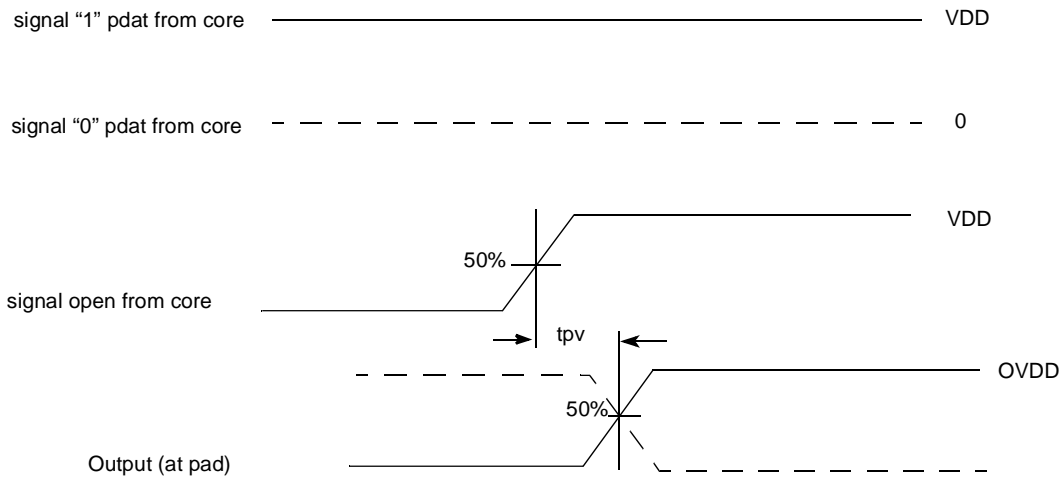 signal “1” pdat from core VDD
signal “0” pdat from core 0
VDD
50%
signal open from core
tpv
OVDD
50%
Output (at pad)